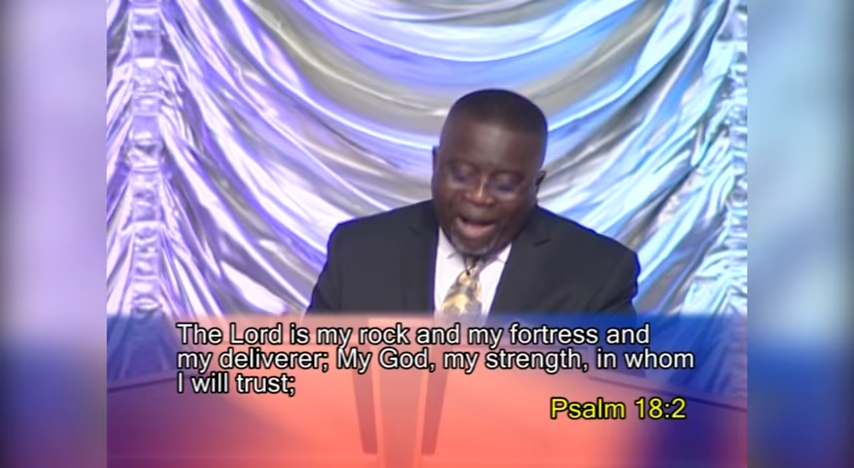 The Lord is my rock and my fortress and
my deliverer; My God, my strength, in whom
I will trust;
Psalm 18:2